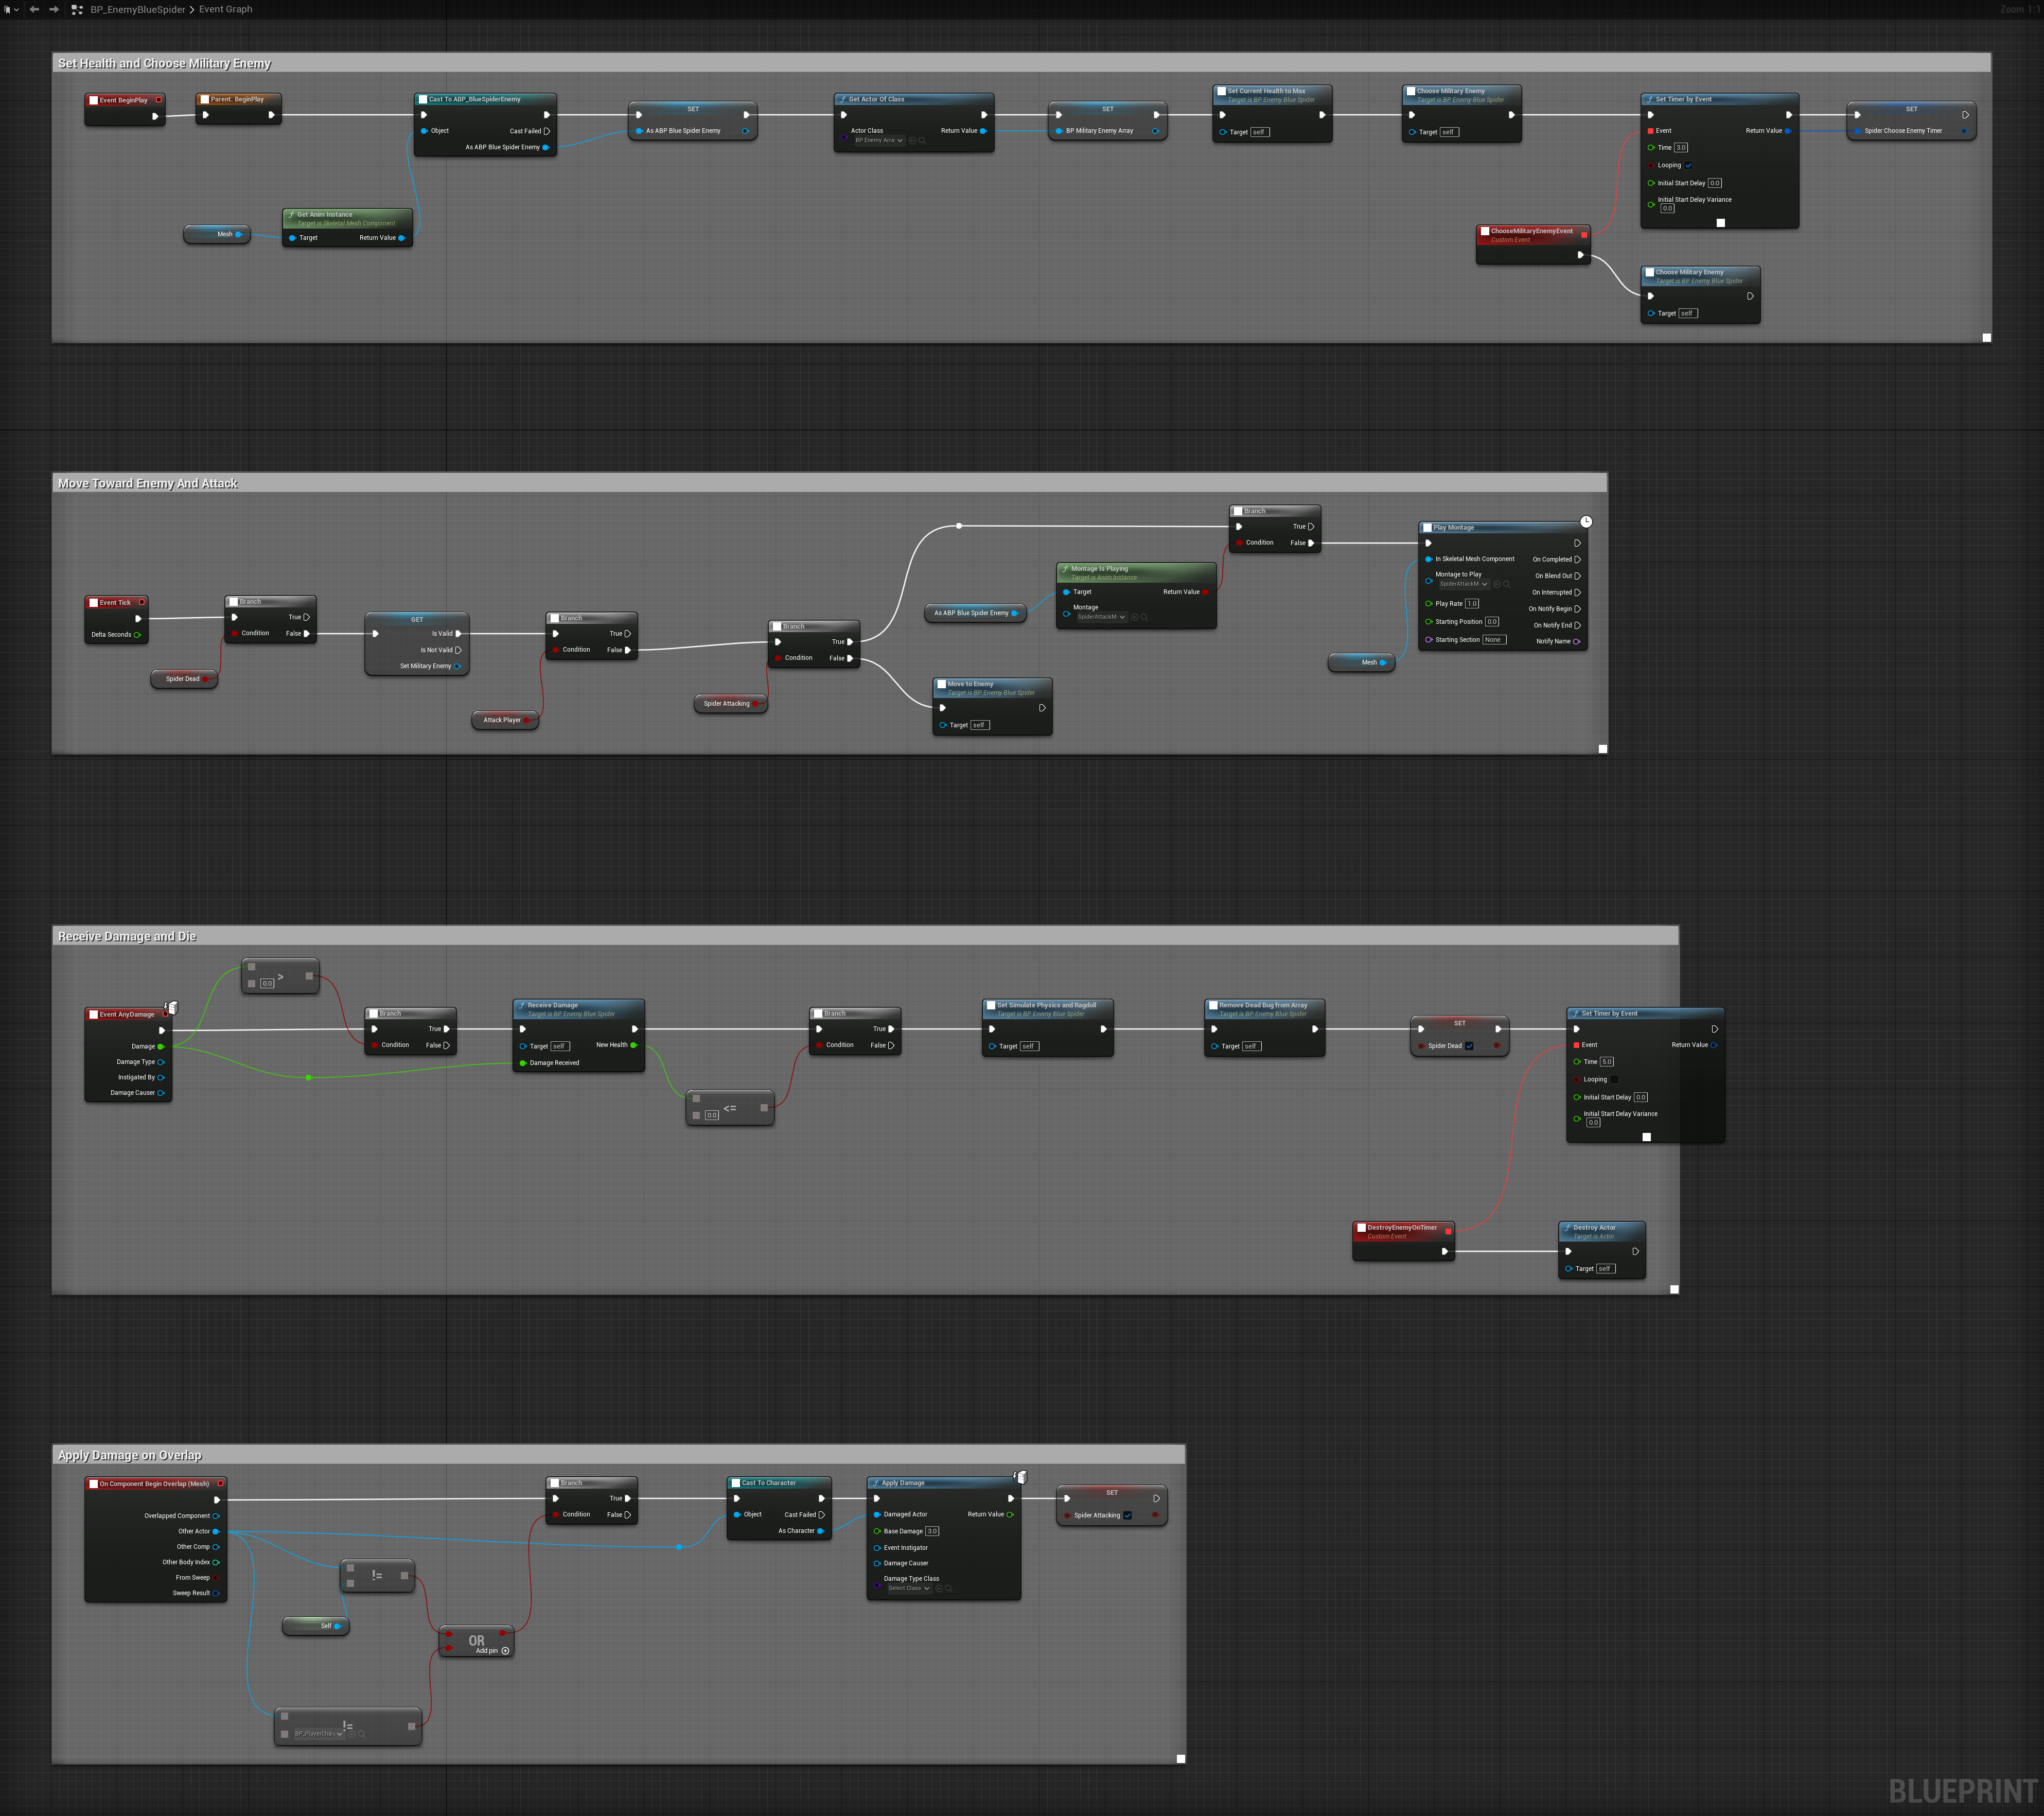 BP_EnemyBlueSpider > Event Graph
Zoom 1:1
Set Health and Choose Military Enemy
Event BeginPlay
Parent: BeginPlay
Cast To ABP_BlueSpiderEnemy
Object
Cast Failed
As ABP Blue Spider Enemy
SET
As ABP Blue Spider Enemy
Get Actor Of Class
Actor Class
BP Enemy Arra
Return Value
SET
BP Military Enemy Array
Set Current Health to Max
Target is BP Enemy Blue Spider
Target self
Choose Military Enemy
Target is BP Enemy Blue Spider
Target self
Set Timer by Event
Event
Return Value
Time 3.0
Looping
Initial Start Delay 0.0
Initial Start Delay Variance
0.0
SET
Spider Choose Enemy Timer
Mesh
Get Anim Instance
Target is Skeletal Mesh Component
Target
Return Value
ChooseMilitaryEnemyEvent
Custom Event
Choose Military Enemy
Target is BP Enemy Blue Spider
Target self
Move Toward Enemy And Attack
Event Tick
Delta Seconds
Branch
True
Condition
False
Spider Dead
GET
Is Valid
Is Not Valid
Set Military Enemy
Branch
True
Condition
False
Attack Player
Branch
True
Condition
False
Spider Attacking
Move to Enemy
Target is BP Enemy Blue Spider
Target self
As ABP Blue Spider Enemy
Montage Is Playing
Target is Anim Instance
Target
Return Value
Montage
SpiderAttackM
Branch
True
Condition
False
Mesh
Play Montage
In Skeletal Mesh Component
On Completed
Montage to Play
SpiderAttackM
On Blend Out
On Interrupted
Play Rate 1.0
On Notify Begin
Starting Position 0.0
On Notify End
Starting Section None
Notify Name
Receive Damage and Die
Event AnyDamage
Damage
Damage Type
Instigated By
Damage Causer
>
0.0
Branch
True
Condition
False
Receive Damage
Target is BP Enemy Blue Spider
Target self
New Health
Damage Received
<=
0.0
Branch
True
Condition
False
Set Simulate Physics and Ragdoll
Target is BP Enemy Blue Spider
Target self
Remove Dead Bug from Array
Target is BP Enemy Blue Spider
Target self
SET
Spider Dead
Set Timer by Event
Event
Return Value
Time 5.0
Looping
Initial Start Delay 0.0
Initial Start Delay Variance
0.0
DestroyEnemyOnTimer
Custom Event
Destroy Actor
Target is Actor
Target self
Apply Damage on Overlap
On Component Begin Overlap (Mesh)
Overlapped Component
Other Actor
Other Comp
Other Body Index
From Sweep
Sweep Result
!=
Self
OR
Add pin
!=
BP_PlayerChar
Branch
True
Condition
False
Cast To Character
Object
Cast Failed
As Character
Apply Damage
Damaged Actor
Return Value
Base Damage 3.0
Event Instigator
Damage Causer
Damage Type Class
Select Class
SET
Spider Attacking
BLUEPRINT